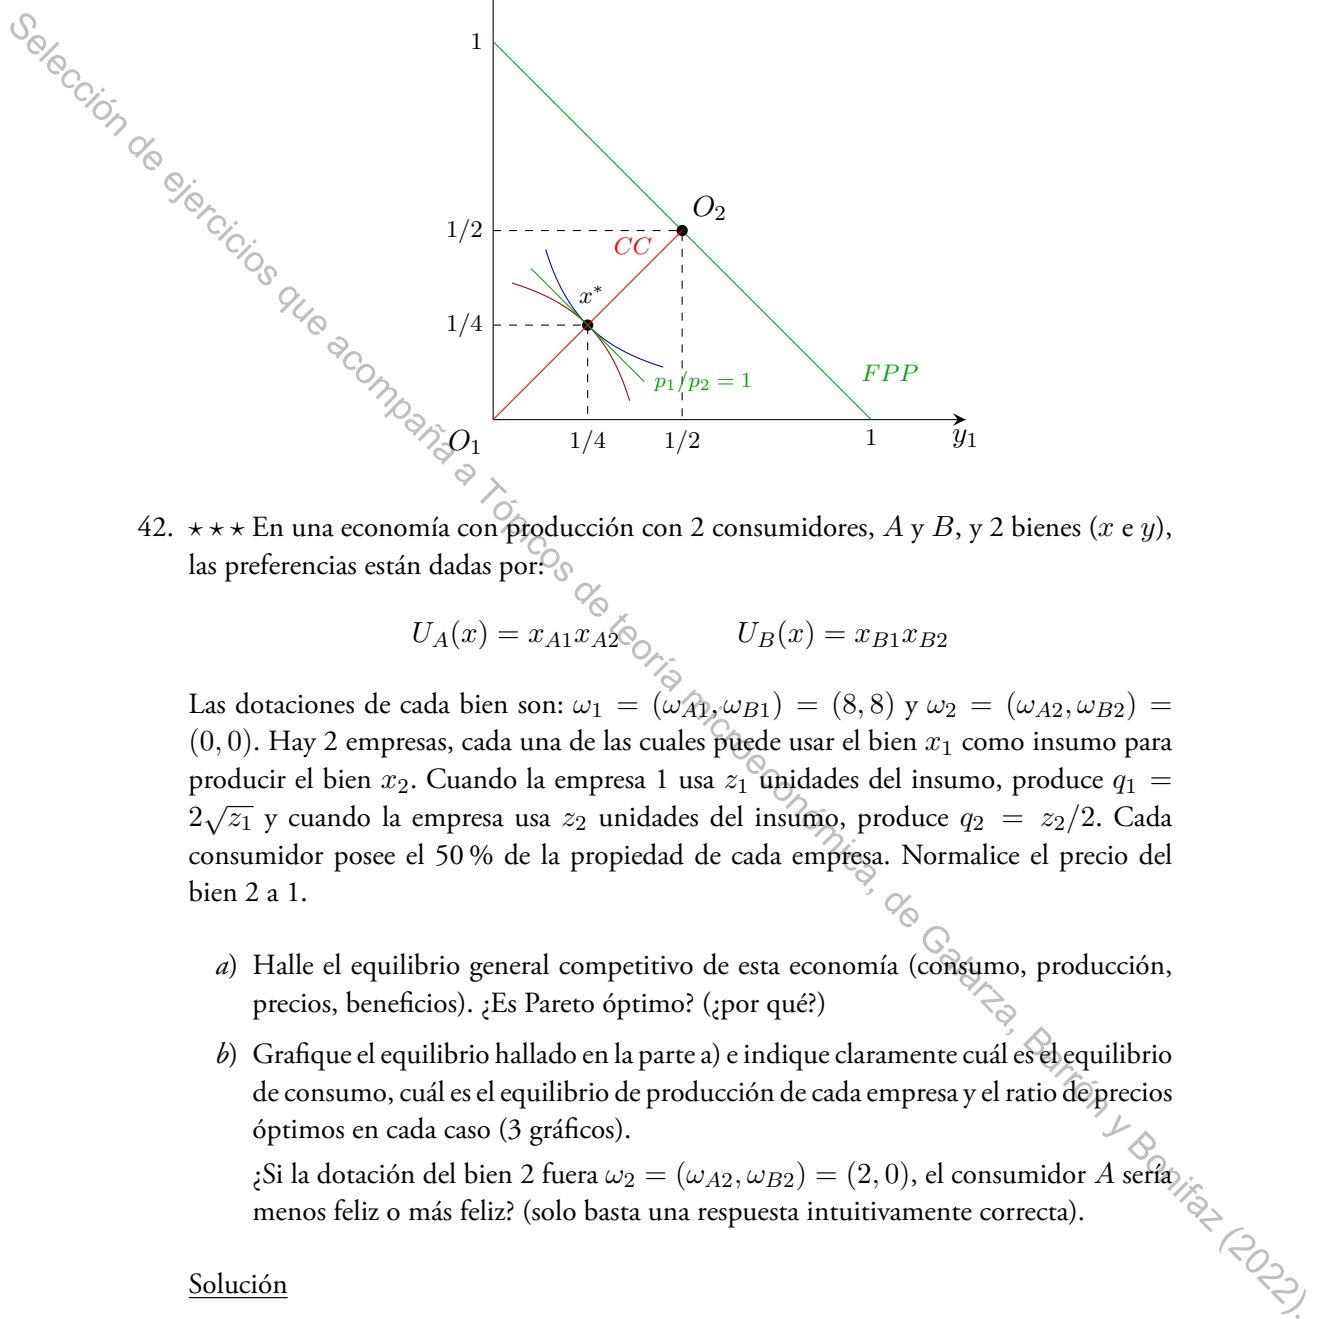 1
O₂
1/2
CC
x*
1/4
p₁/p₂ = 1
FPP
O₁
1/4
1/2
1
y₁
42. ⋆⋆⋆ En una economía con producción con 2 consumidores, A y B, y 2 bienes (x e y),
las preferencias están dadas por:
U_A(x) = x_{A1}x_{A2} U_B(x) = x_{B1}x_{B2}
Las dotaciones de cada bien son: ω₁ = (ω_{A1}, ω_{B1}) = (8, 8) y ω₂ = (ω_{A2}, ω_{B2}) =
(0, 0). Hay 2 empresas, cada una de las cuales puede usar el bien x₁ como insumo para
producir el bien x₂. Cuando la empresa 1 usa z₁ unidades del insumo, produce q₁ =
2√z₁ y cuando la empresa usa z₂ unidades del insumo, produce q₂ = z₂/2. Cada
consumidor posee el 50 % de la propiedad de cada empresa. Normalice el precio del
bien 2 a 1.
a) Halle el equilibrio general competitivo de esta economía (consumo, producción,
precios, beneficios). ¿Es Pareto óptimo? (¿por qué?)
b) Grafique el equilibrio hallado en la parte a) e indique claramente cuál es el equilibrio
de consumo, cuál es el equilibrio de producción de cada empresa y el ratio de precios
óptimos en cada caso (3 gráficos).
¿Si la dotación del bien 2 fuera ω₂ = (ω_{A2}, ω_{B2}) = (2, 0), el consumidor A sería
menos feliz o más feliz? (solo basta una respuesta intuitivamente correcta).
Solución
Selección de ejercicios que acompaña a Tópicos de teoría microeconómica, de Galarza, Barrón y Bonifaz (2022).